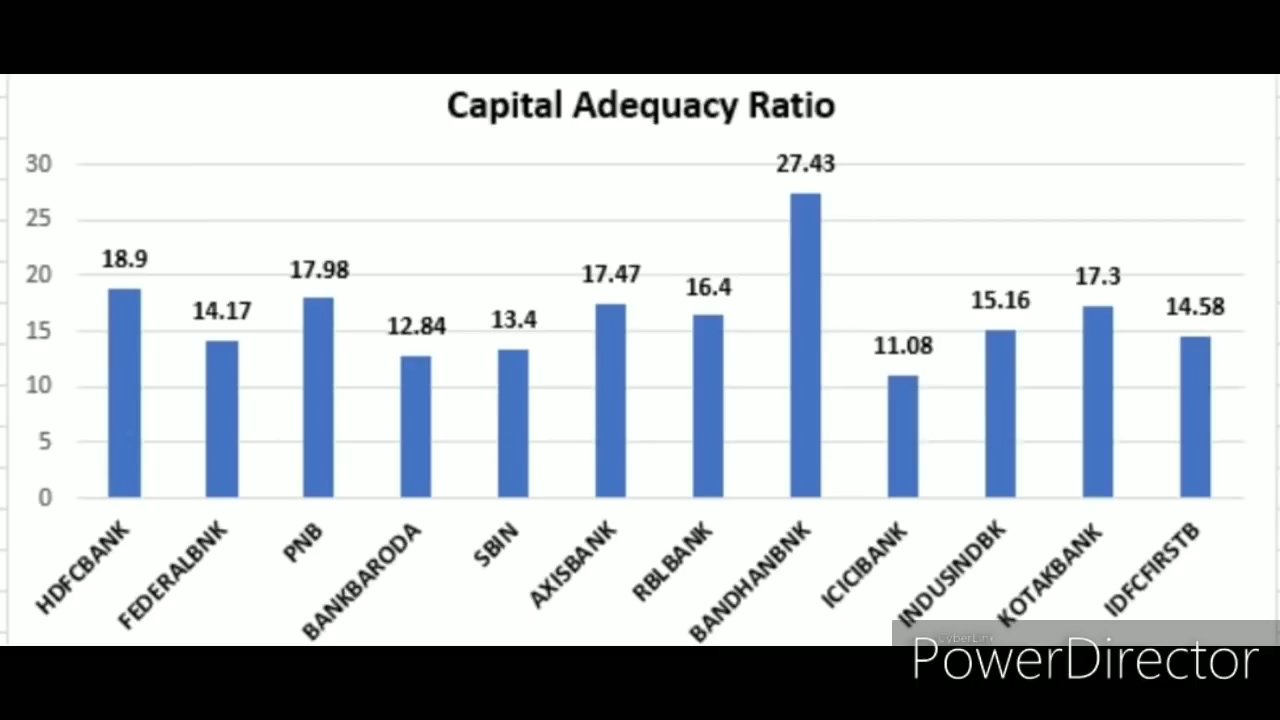 Capital Adequacy Ratio
30
25
20
15
10
5
0
18.9
14.17
17.98
12.84
13.4
17.47
16.4
27.43
11.08
15.16
17.3
14.58
HDFCBANK
FEDERALBNK
PNB
BANKBARODA
SBIN
AXISBANK
RBLBANK
BANDHANBNK
ICICIBANK
INDUSINDBK
KOTAKBANK
IDFCFIRSTB
CyberLink
PowerDirector